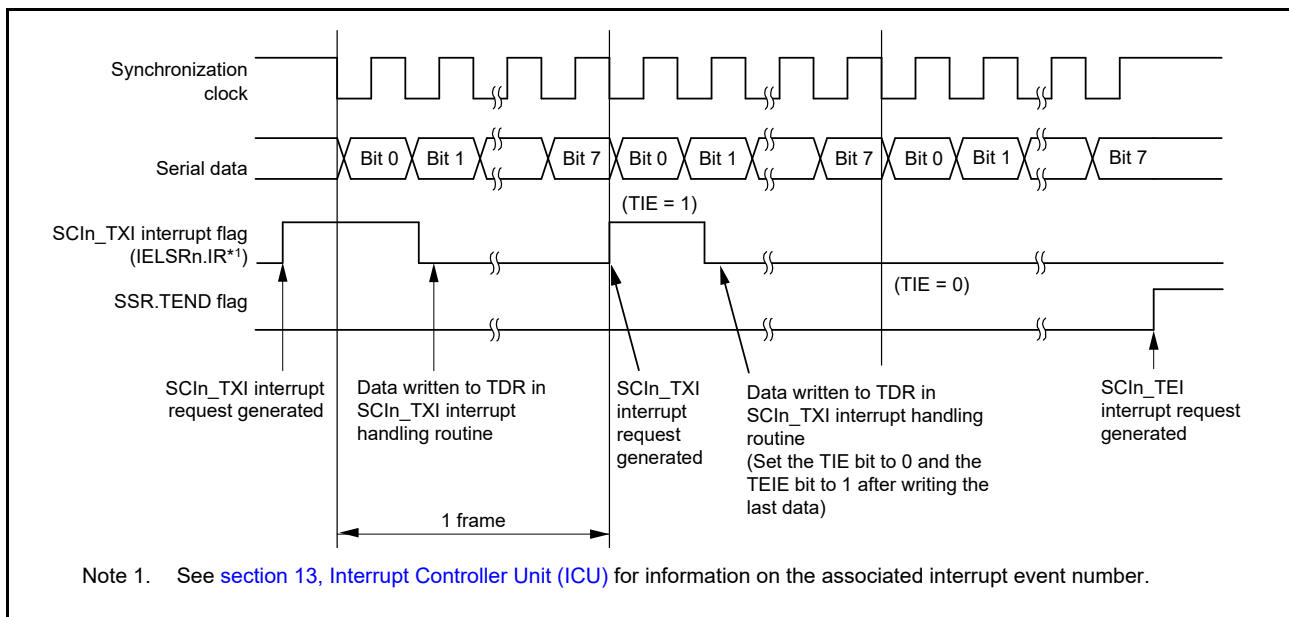 Synchronization
clock
Serial data
Bit 0 Bit 1 Bit 7 Bit 0 Bit 1 Bit 7 Bit 0 Bit 1 Bit 7
(TIE = 1)
SCIn_TXI interrupt flag
(IELSRn.IR*1)
(TIE = 0)
SSR.TEND flag
SCIn_TXI interrupt
request generated
Data written to TDR in
SCIn_TXI interrupt
handling routine
SCIn_TXI
interrupt
request
generated
Data written to TDR in
SCIn_TXI interrupt handling
routine
(Set the TIE bit to 0 and the
TEIE bit to 1 after writing the
last data)
SCIn_TEI
interrupt request
generated
1 frame
Note 1. See section 13, Interrupt Controller Unit (ICU) for information on the associated interrupt event number.